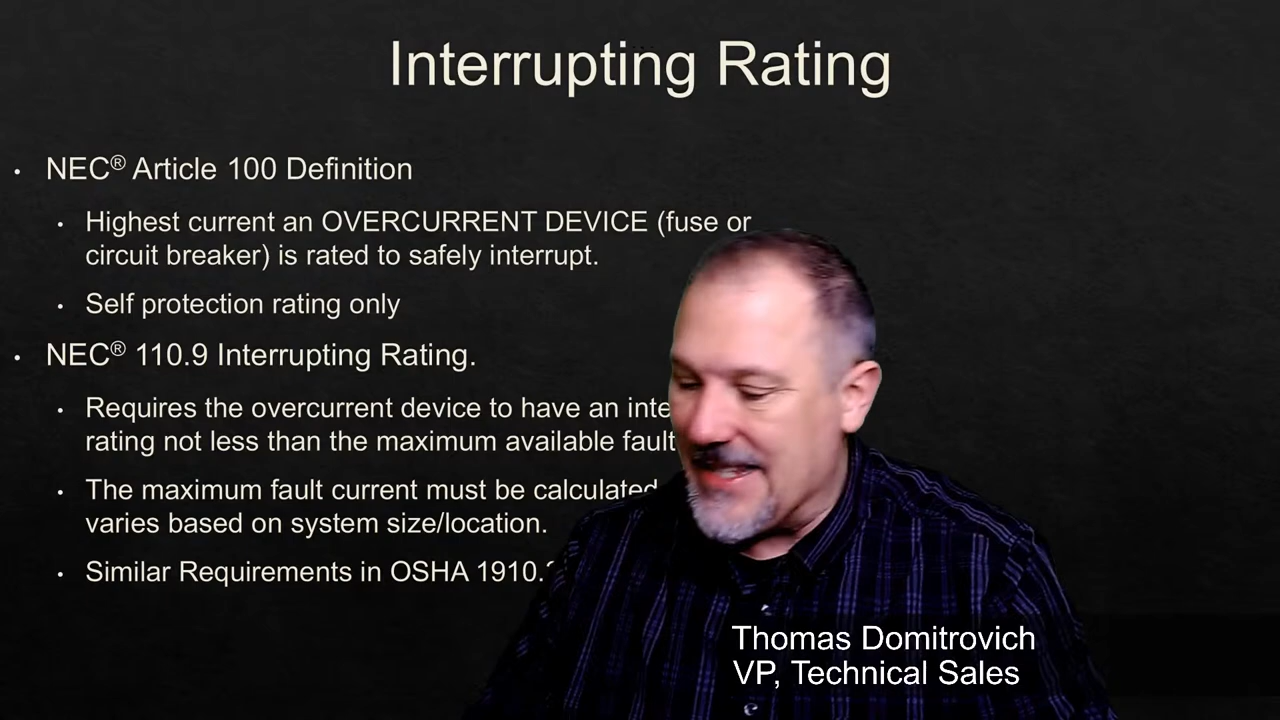 Interrupting Rating
• NEC® Article 100 Definition
• Highest current an OVERCURRENT DEVICE (fuse or
circuit breaker) is rated to safely interrupt.
• Self protection rating only
• NEC® 110.9 Interrupting Rating.
• Requires the overcurrent device to have an
rating not less than the maximum available fault
• The maximum fault current must be calculated
varies based on system size/location.
• Similar Requirements in OSHA
Thomas Domitrovich
VP, Technical Sales